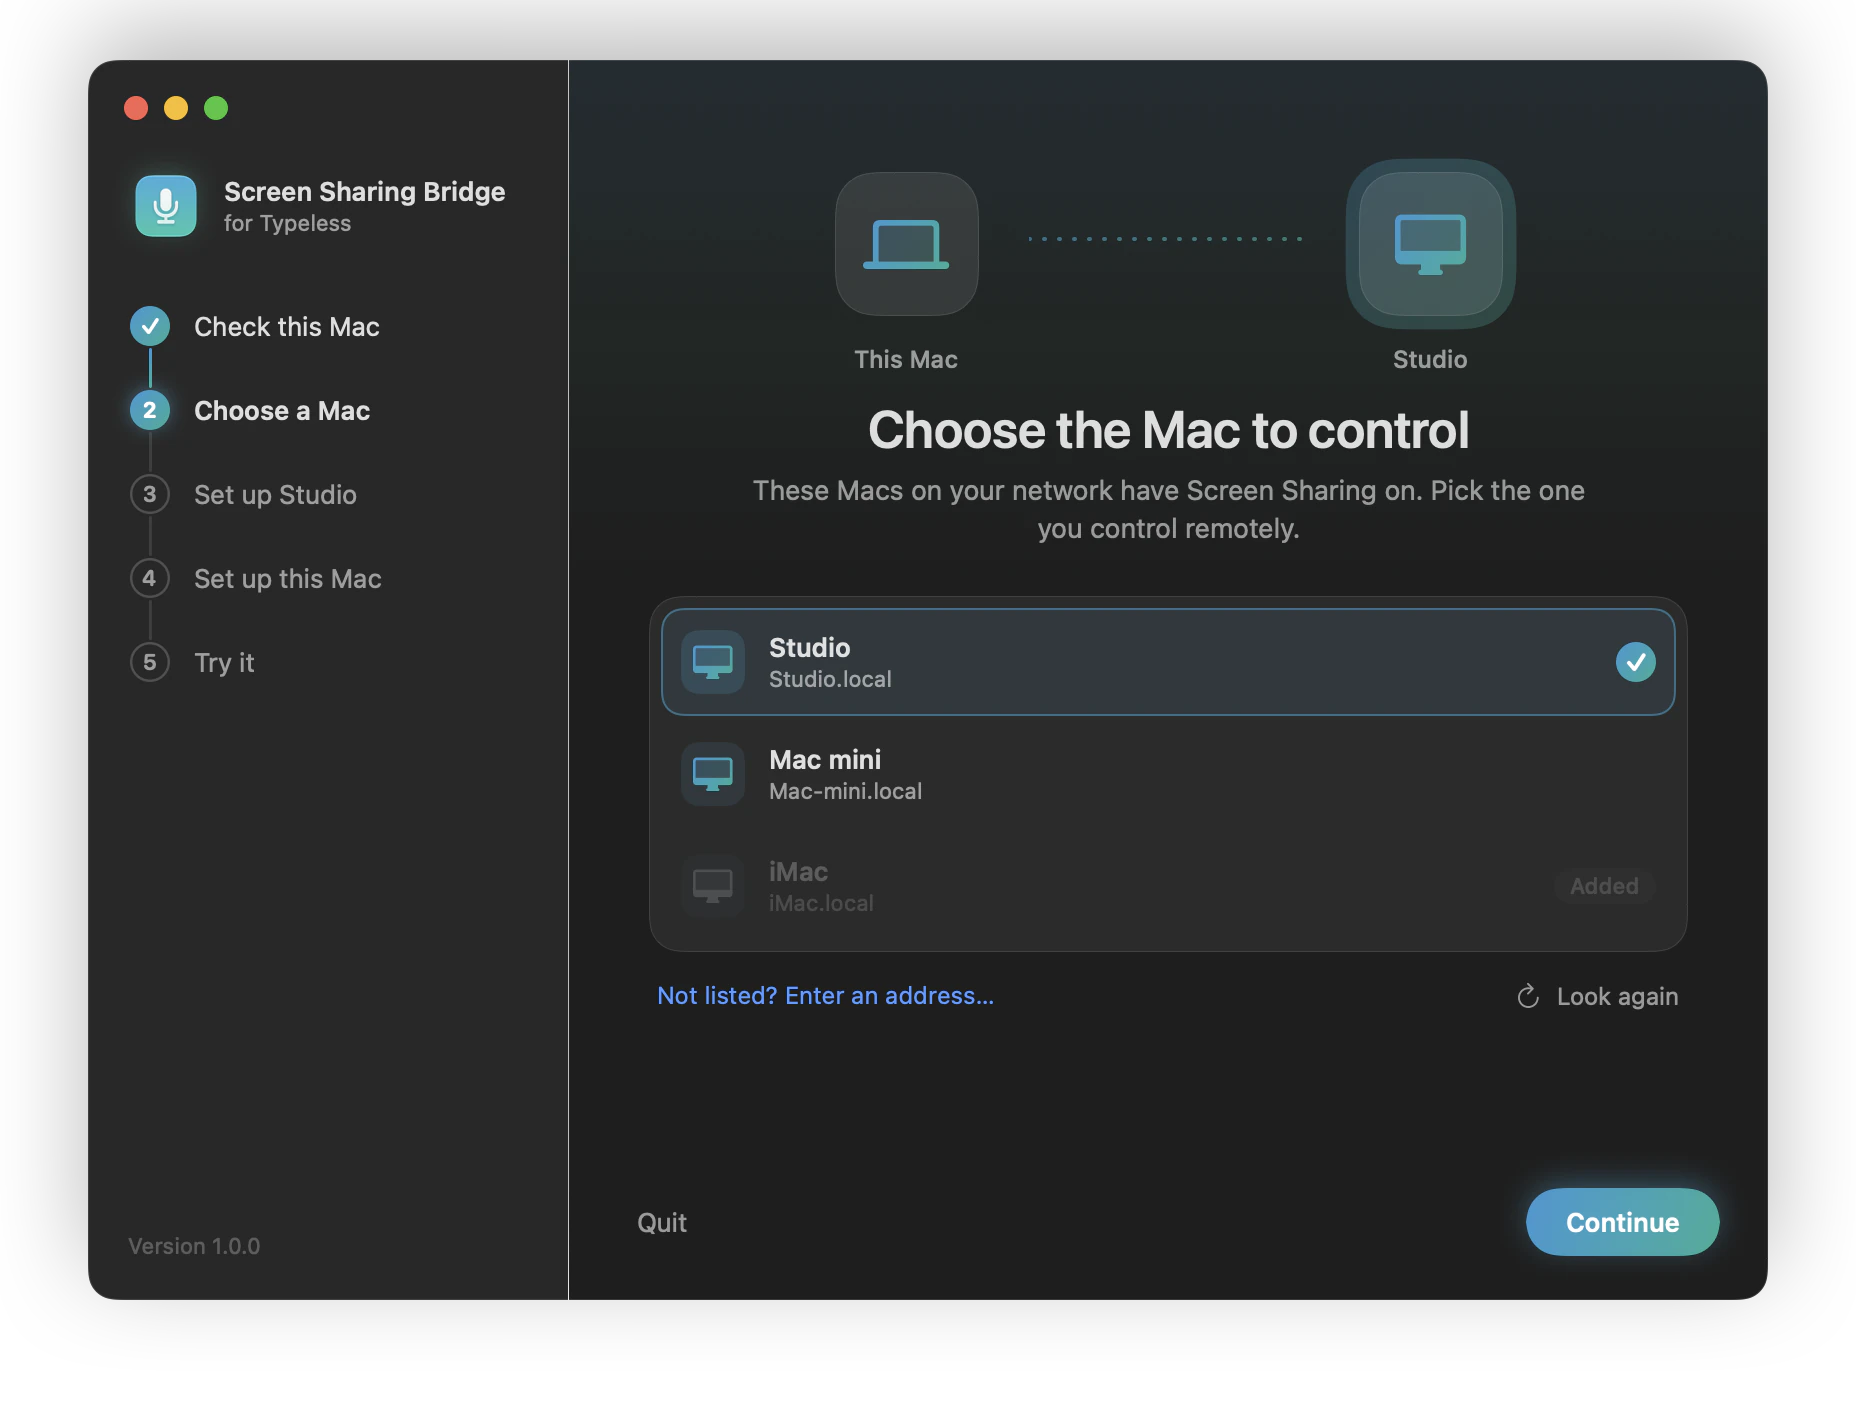 Screen Sharing Bridge
for Typeless
Check this Mac
2
Choose a Mac
3
Set up Studio
4
Set up this Mac
5
Try it
Version 1.0.0
This Mac
Studio
Choose the Mac to control
These Macs on your network have Screen Sharing on. Pick the one
you control remotely.
Studio
Studio.local
Mac mini
Mac-mini.local
iMac
iMac.local
Added
Not listed? Enter an address...
Look again
Quit
Continue